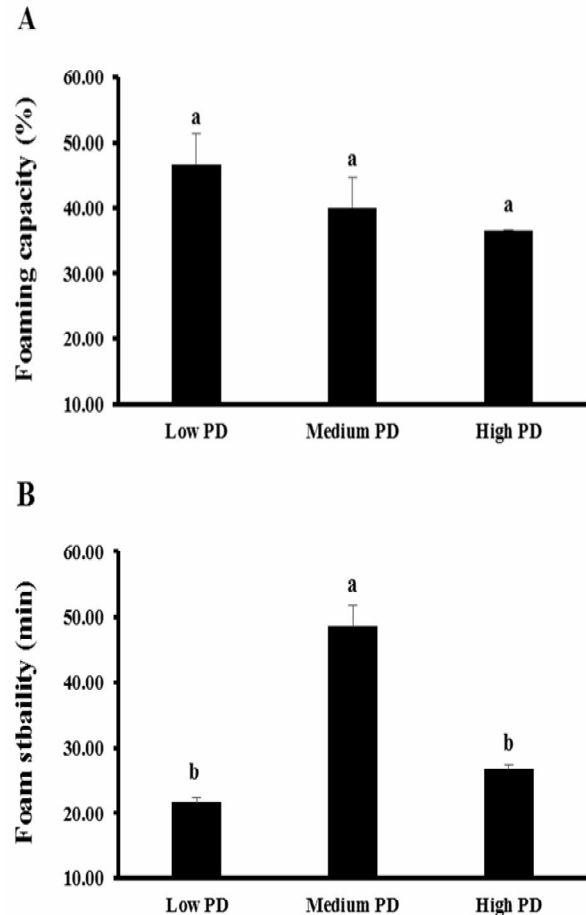 A
Foaming capacity (%)
60.00
50.00
40.00
30.00
20.00
10.00
a
a
a
Low PD
Medium PD
High PD
B
Foam stbaility (min)
60.00
50.00
40.00
30.00
20.00
10.00
b
a
b
Low PD
Medium PD
High PD